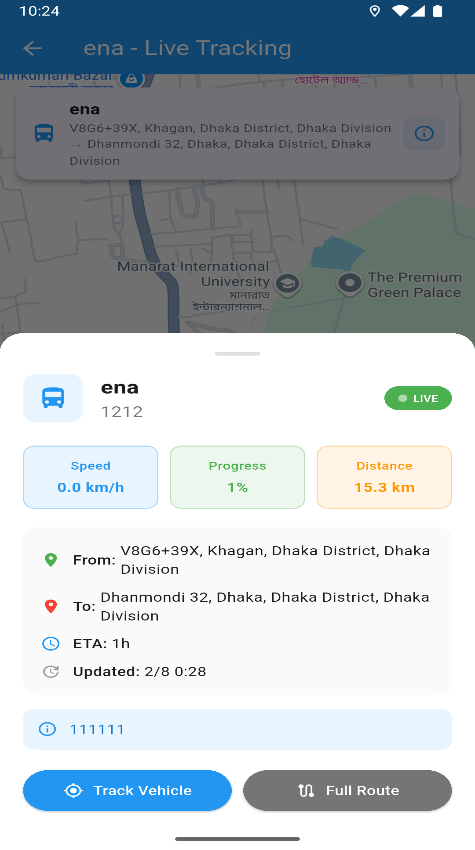 10:24
ena - Live Tracking
হোটেল অ্যান্ড...
ena
V8G6+39X, Khagan, Dhaka District, Dhaka Division
→ Dhanmondi 32, Dhaka, Dhaka District, Dhaka
Division
Manarat International
University
মানারাত
ইন্টারন্যাশনাল...
The Premium
Green Palace
ena
1212
LIVE
Speed
0.0 km/h
Progress
1%
Distance
15.3 km
From: V8G6+39X, Khagan, Dhaka District, Dhaka
Division
To: Dhanmondi 32, Dhaka, Dhaka District, Dhaka
Division
ETA: 1h
Updated: 2/8 0:28
111111
Track Vehicle
Full Route